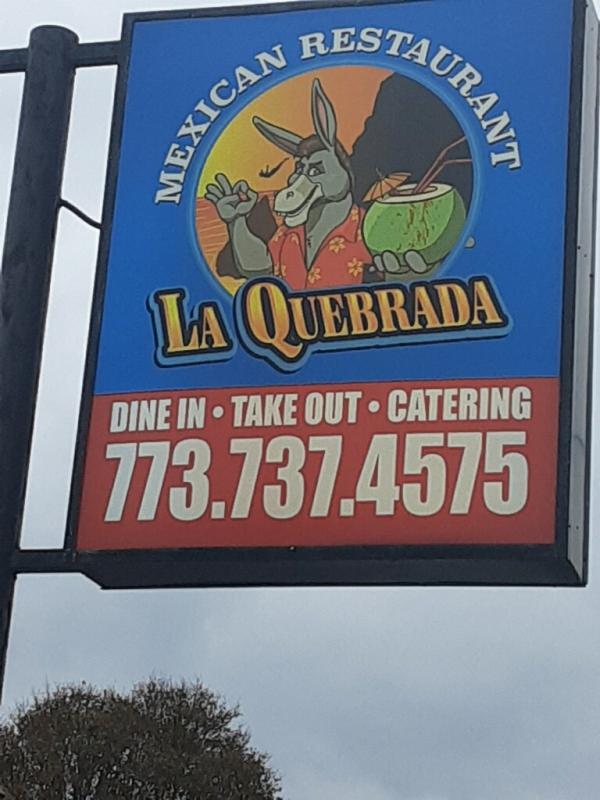 MEXICAN RESTAURANT
LA QUEBRADA
DINE IN • TAKE OUT • CATERING
773.737.4575